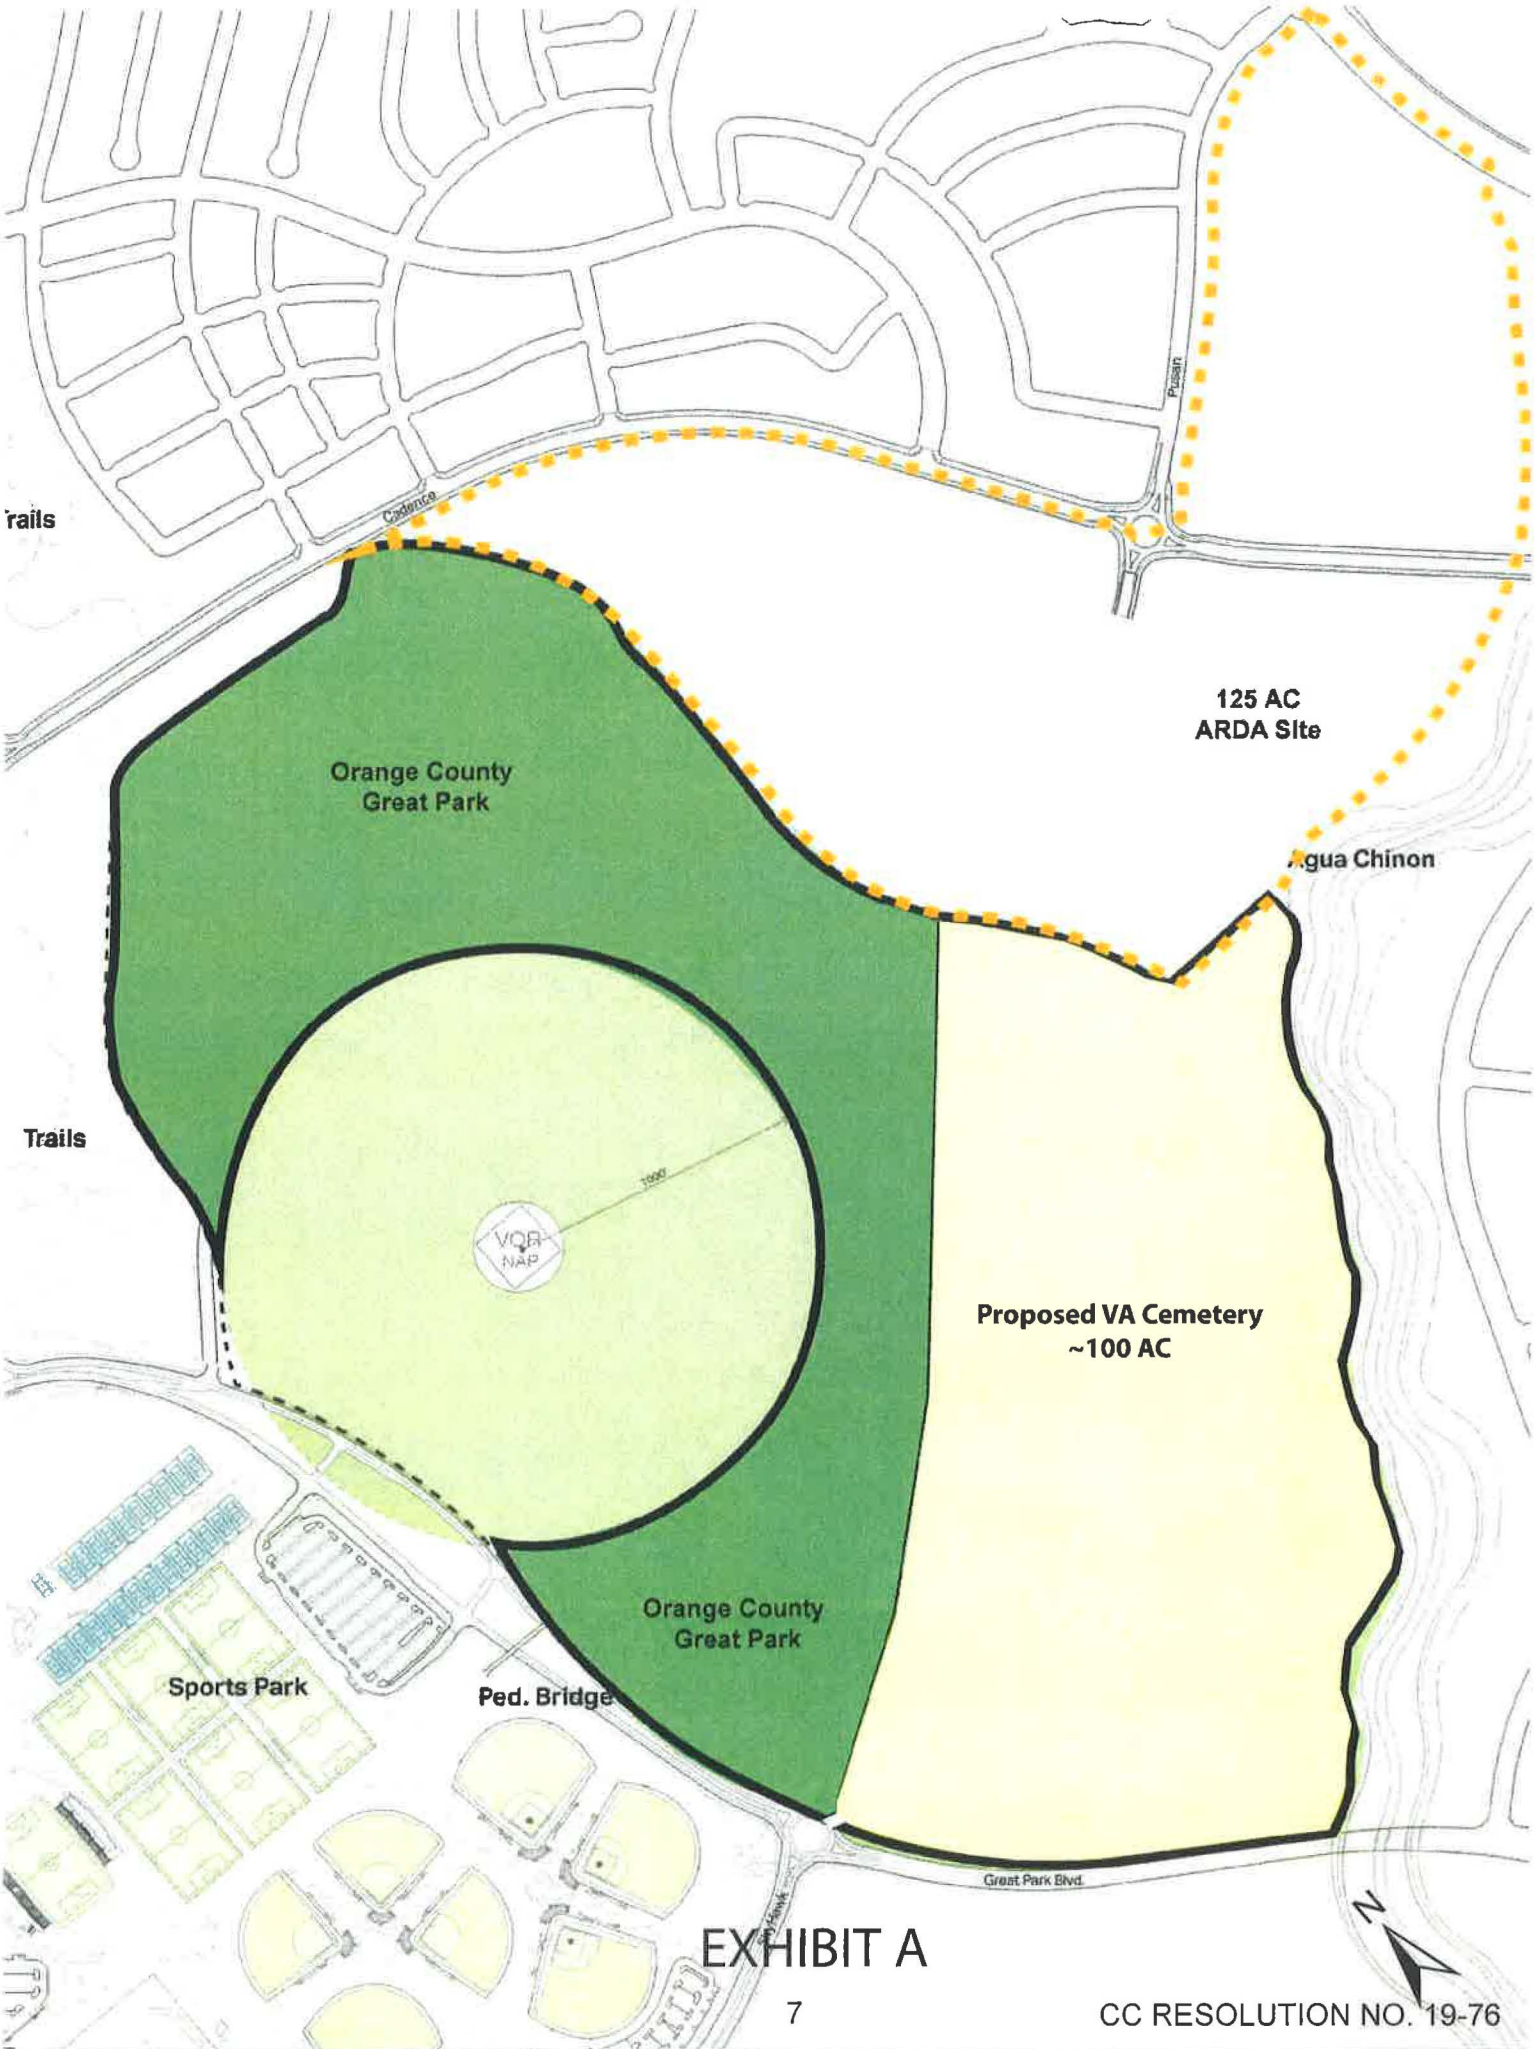 Pusan
Cadence
rails
125 AC
ARDA Site
Orange County
Great Park
Agua Chinon
Trails
1000'
VOR
NAP
Proposed VA Cemetery
~100 AC
Orange County
Great Park
Sports Park
Ped. Bridge
Great Park Blvd.
SkyHawk
N
EXHIBIT A
7
CC RESOLUTION NO. 19-76